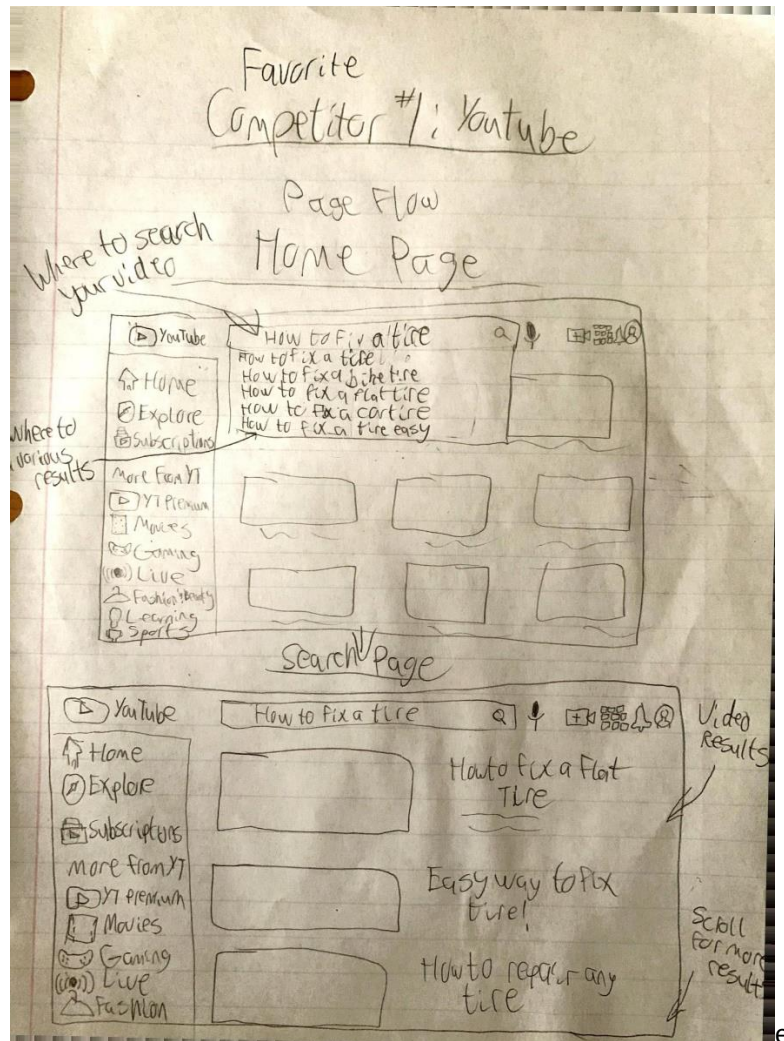 Favorite
Competitor #1: Youtube
Page Flow
Home Page
Where to search
your video
YouTube
How to Fix a tire
How to fix a tire
How to fix a bike tire
How to fix a flat tire
How to fix a car tire
How to fix a tire easy
Home
Explore
Subscriptions
Where to
various
results
More From YT
YT Premium
Movies
Gaming
Live
Fashion & Beauty
Learning
Sports
Search Page
YouTube
How to fix a tire
Home
Explore
Subscriptions
More from YT
YT Premium
Movies
Gaming
Live
Fashion
How to fix a Flat
Tire
Easy way to fix
tire!
How to repair any
tire
Video
Results
Scroll
for more
result
e